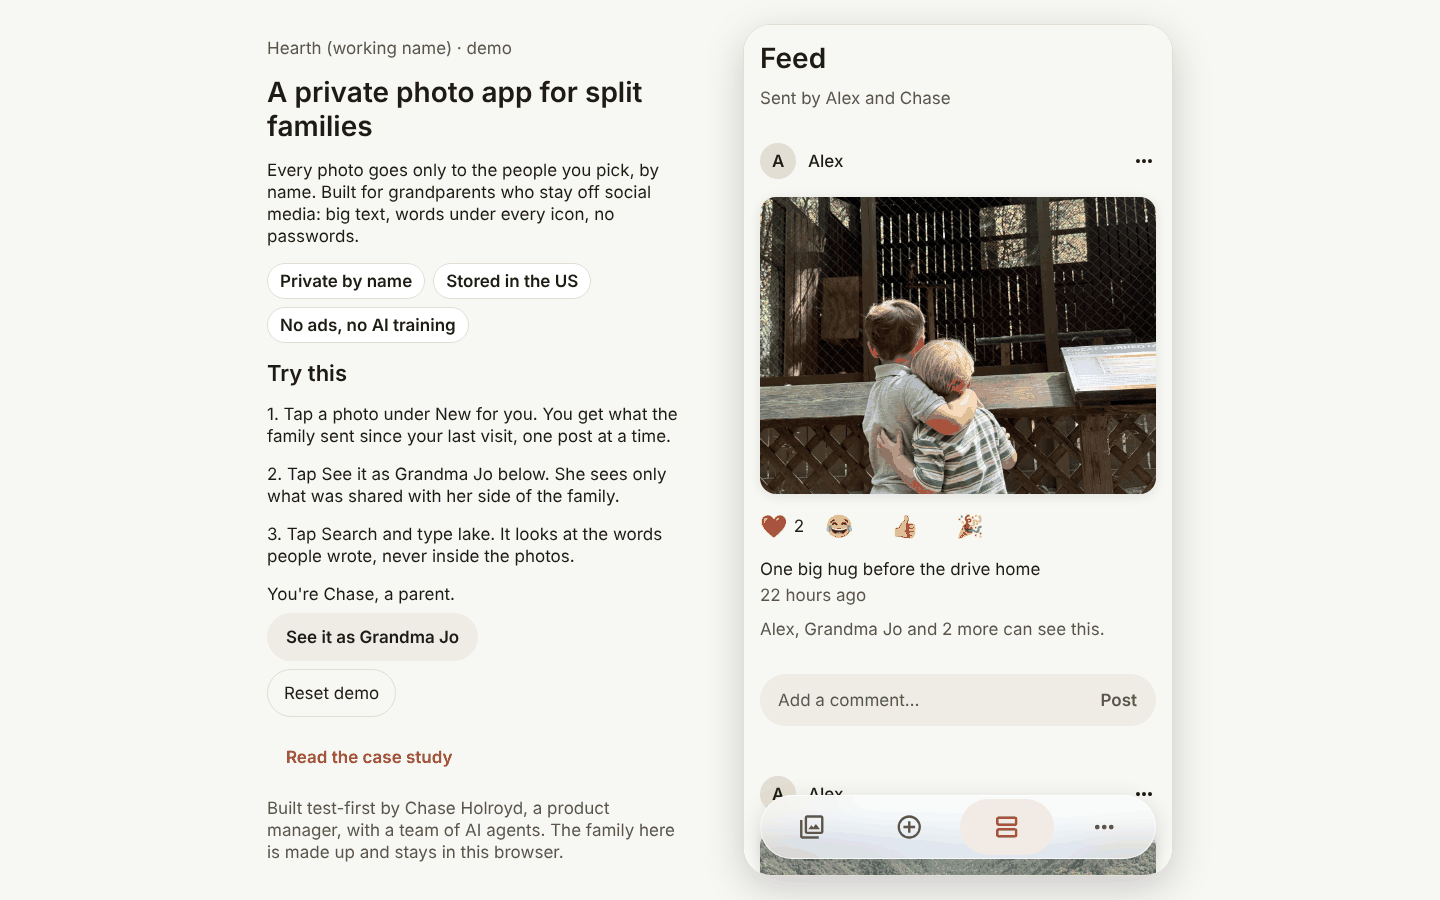 Hearth (working name) · demo
A private photo app for split
families
Every photo goes only to the people you pick, by
name. Built for grandparents who stay off social
media: big text, words under every icon, no
passwords.
Private by name
Stored in the US
No ads, no AI training
Try this
1. Tap a photo under New for you. You get what the
family sent since your last visit, one post at a time.
2. Tap See it as Grandma Jo below. She sees only
what was shared with her side of the family.
3. Tap Search and type lake. It looks at the words
people wrote, never inside the photos.
You're Chase, a parent.
See it as Grandma Jo
Reset demo
Read the case study
Built test-first by Chase Holroyd, a product
manager, with a team of AI agents. The family here
is made up and stays in this browser.
Feed
Sent by Alex and Chase
A
Alex
2
One big hug before the drive home
22 hours ago
Alex, Grandma Jo and 2 more can see this.
Add a comment...
Post
A
Alex